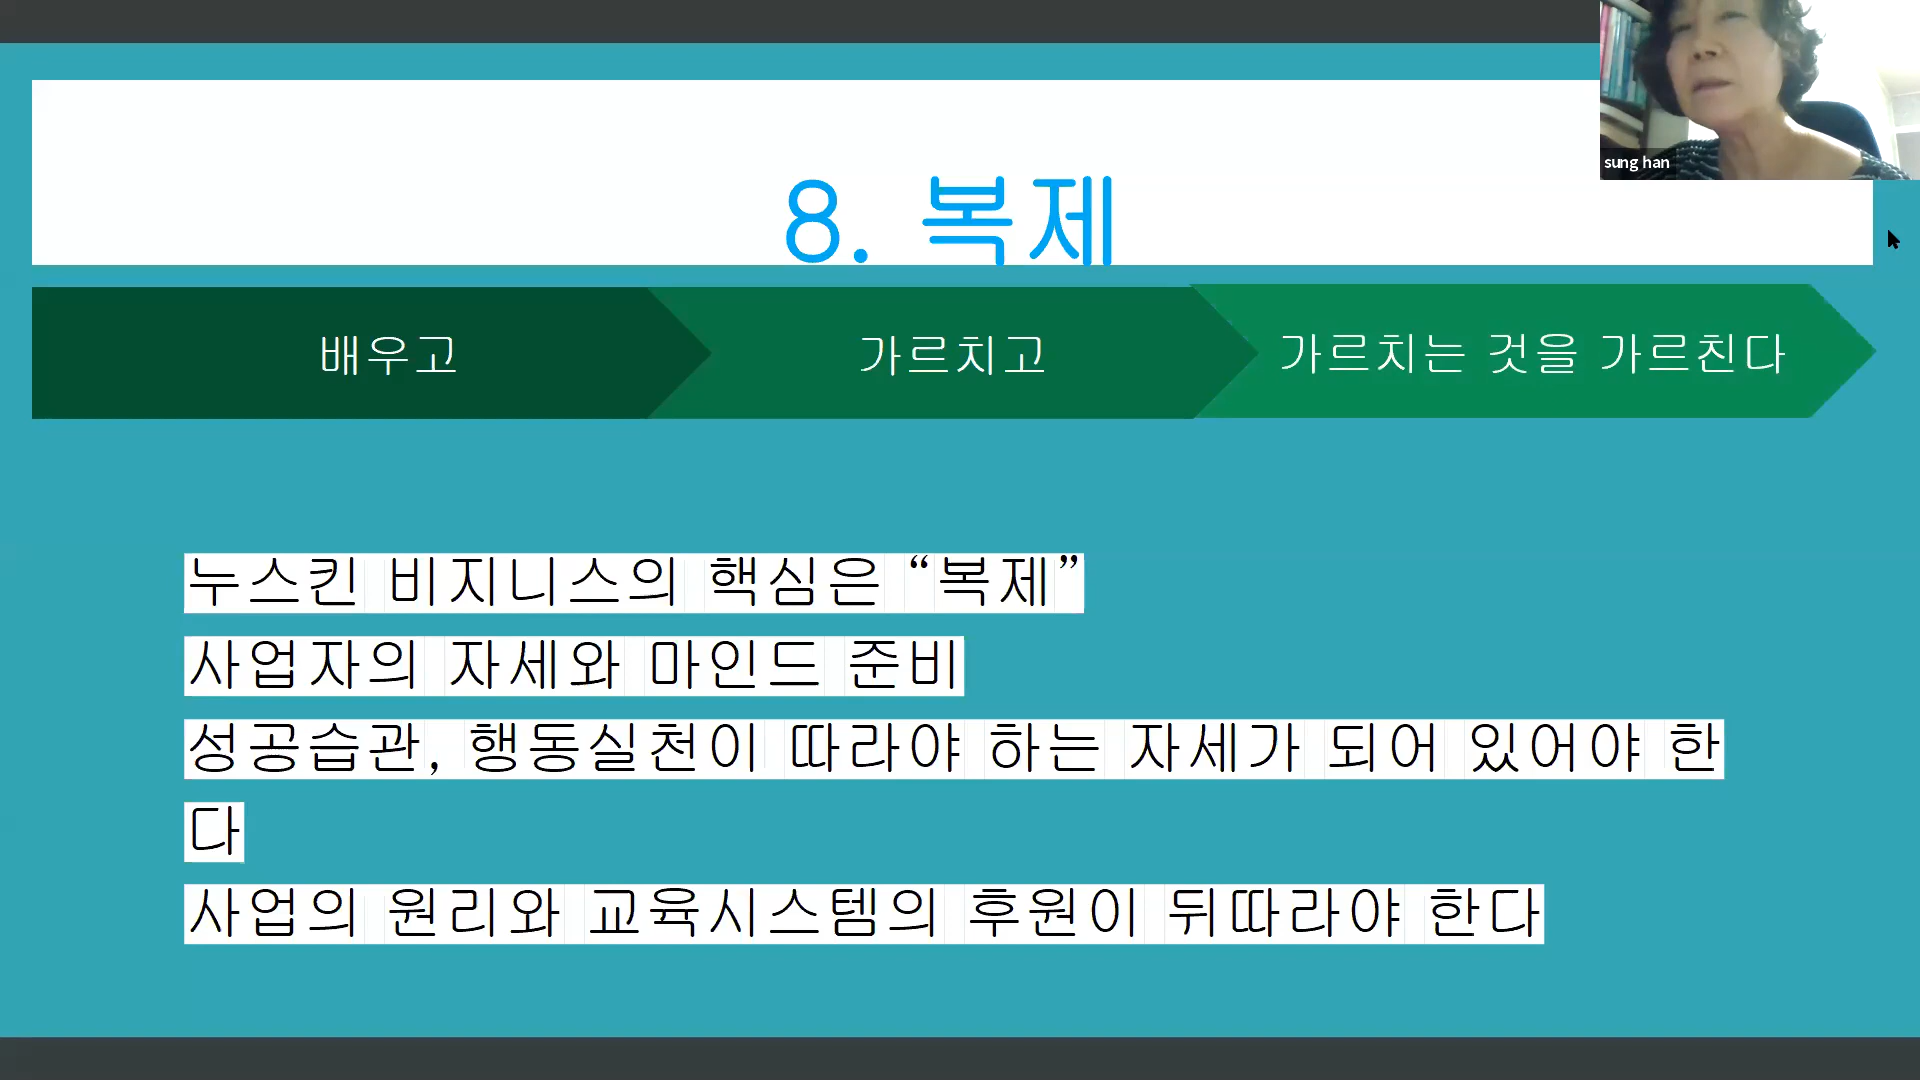 sung han
8. 복제
배우고
가르치고
가르치는 것을 가르친다
누스킨 비지니스의 핵심은 “복제”
사업자의 자세와 마인드 준비
성공습관, 행동실천이 따라야 하는 자세가 되어 있어야 한
다
사업의 원리와 교육시스템의 후원이 뒤따라야 한다